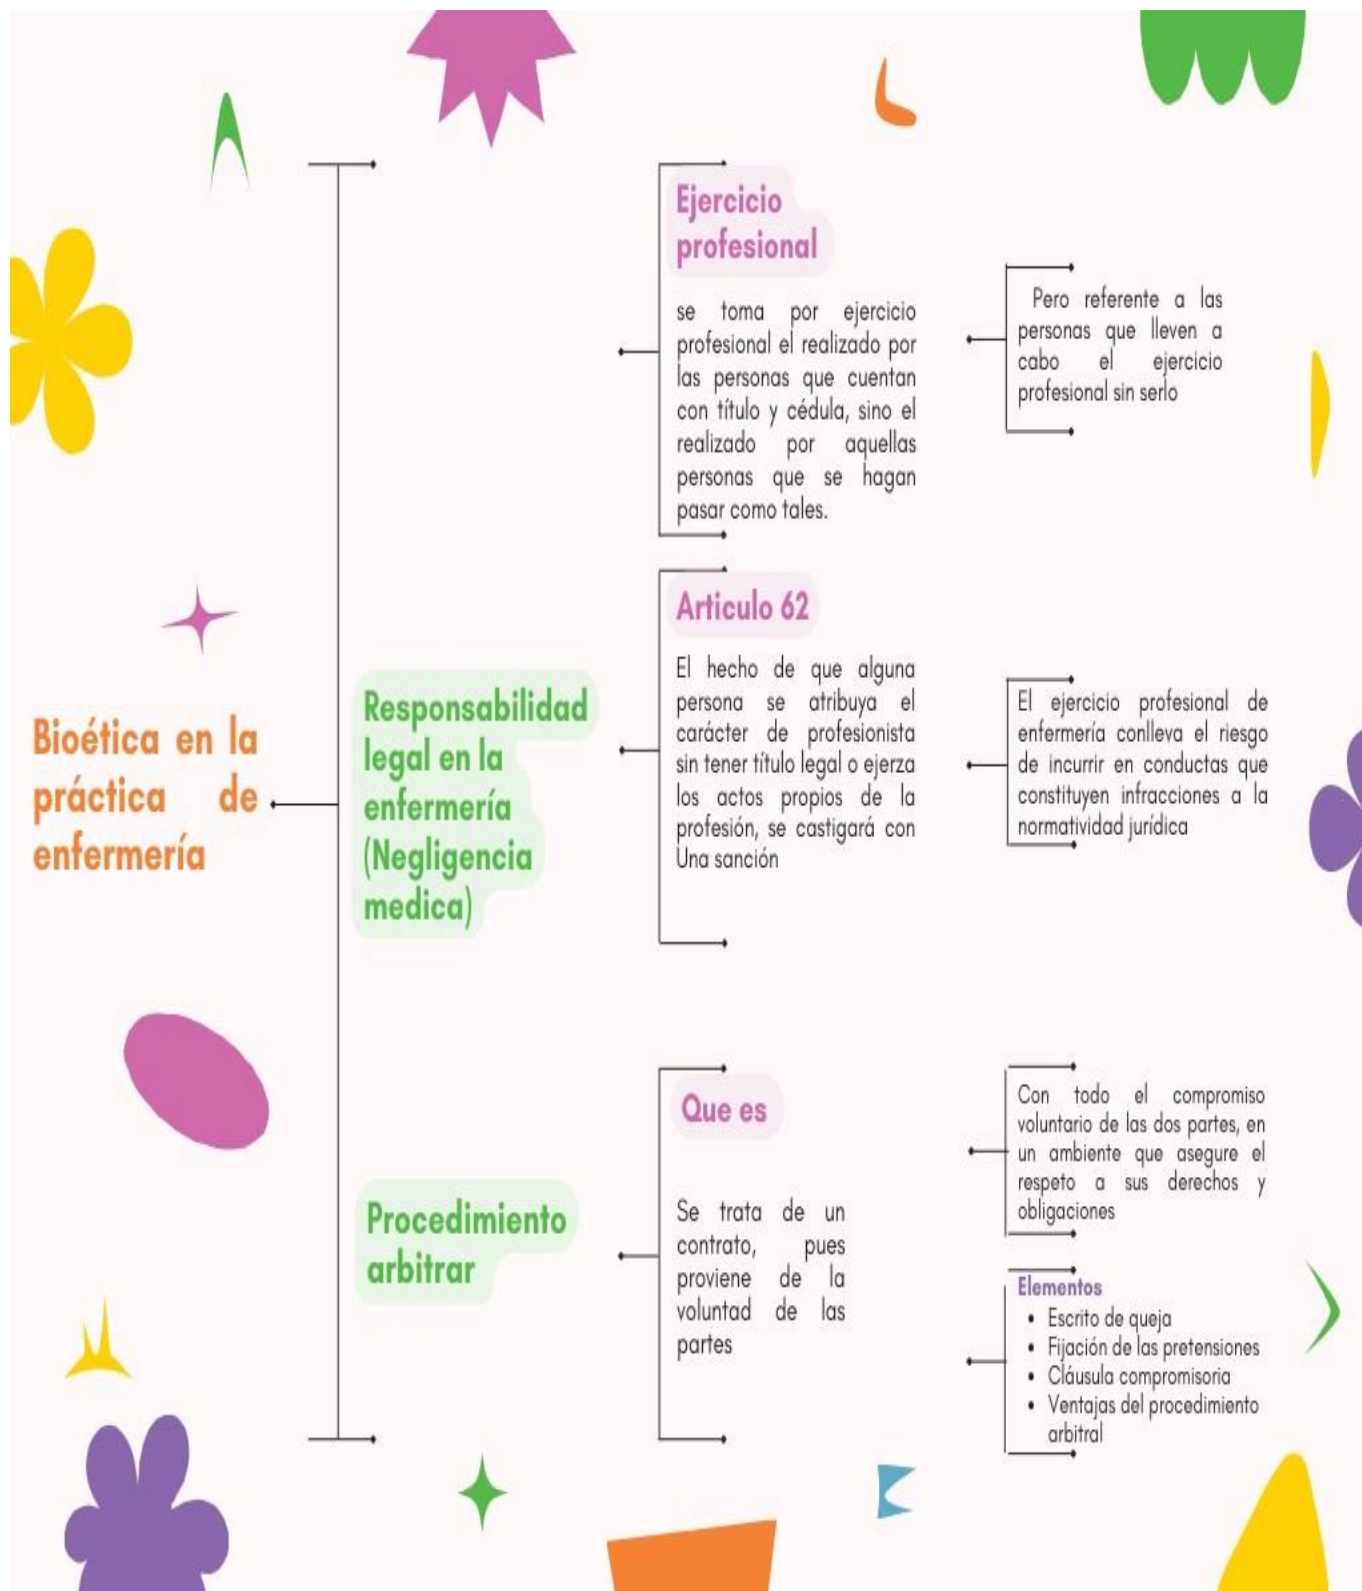 Bioética en la
práctica de
enfermería
Responsabilidad
legal en la
enfermería
(Negligencia
medica)
Ejercicio
profesional
se toma por ejercicio
profesional el realizado por
las personas que cuentan
con título y cédula, sino el
realizado por aquellas
personas que se hagan
pasar como tales.
Pero referente a las
personas que lleven a
cabo el ejercicio
profesional sin serlo
Articulo 62
El hecho de que alguna
persona se atribuya el
carácter de profesionista
sin tener título legal o ejerza
los actos propios de la
profesión, se castigará con
Una sanción
El ejercicio profesional de
enfermería conlleva el riesgo
de incurrir en conductas que
constituyen infracciones a la
normatividad jurídica
Procedimiento
arbitrar
Que es
Se trata de un
contrato, pues
proviene de la
voluntad de las
partes
Con todo el compromiso
voluntario de las dos partes, en
un ambiente que asegure el
respeto a sus derechos y
obligaciones
Elementos
• Escrito de queja
• Fijación de las pretensiones
• Cláusula compromisoria
• Ventajas del procedimiento
arbitral